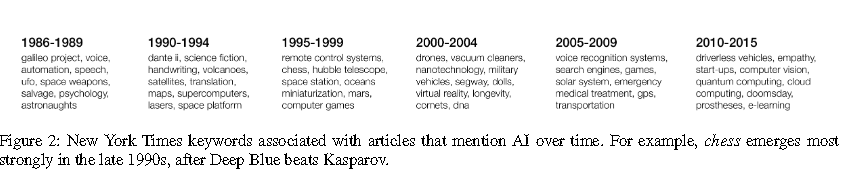 1986-1989
galileo project, voice,
automation, speech,
ufo, space weapons,
salvage, psychology,
astronaughts
1990-1994
dante ii, science fiction,
handwriting, volcanoes,
satellites, translation,
maps, supercomputers,
lasers, space platform
1995-1999
remote control systems,
chess, hubble telescope,
space station, oceans
miniaturization, mars,
computer games
2000-2004
drones, vacuum cleaners,
nanotechnology, military
vehicles, segway, dolls,
virtual reality, longevity,
cornets, dna
2005-2009
voice recognition systems,
search engines, games,
solar system, emergency
medical treatment, gps,
transportation
2010-2015
driverless vehicles, empathy,
start-ups, computer vision,
quantum computing, cloud
computing, doomsday,
prostheses, e-learning
Figure 2: New York Times keywords associated with articles that mention AI over time. For example, chess emerges most
strongly in the late 1990s, after Deep Blue beats Kasparov.